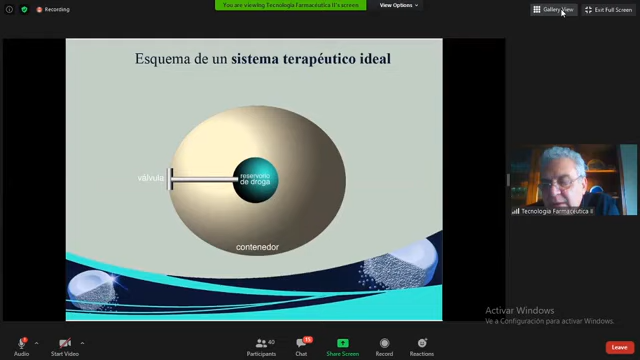 Recording
You are viewing Tecnología Farmacéutica II's screen
View Options
Gallery View
Exit Full Screen
Esquema de un sistema terapéutico ideal
válvula
reservorio
de droga
contenedor
Tecnología Farmacéutica II
Activar Windows
Ve a Configuración para activar Windows.
Audio
Start Video
40
Participants
Chat
Share Screen
Record
Reactions
Leave